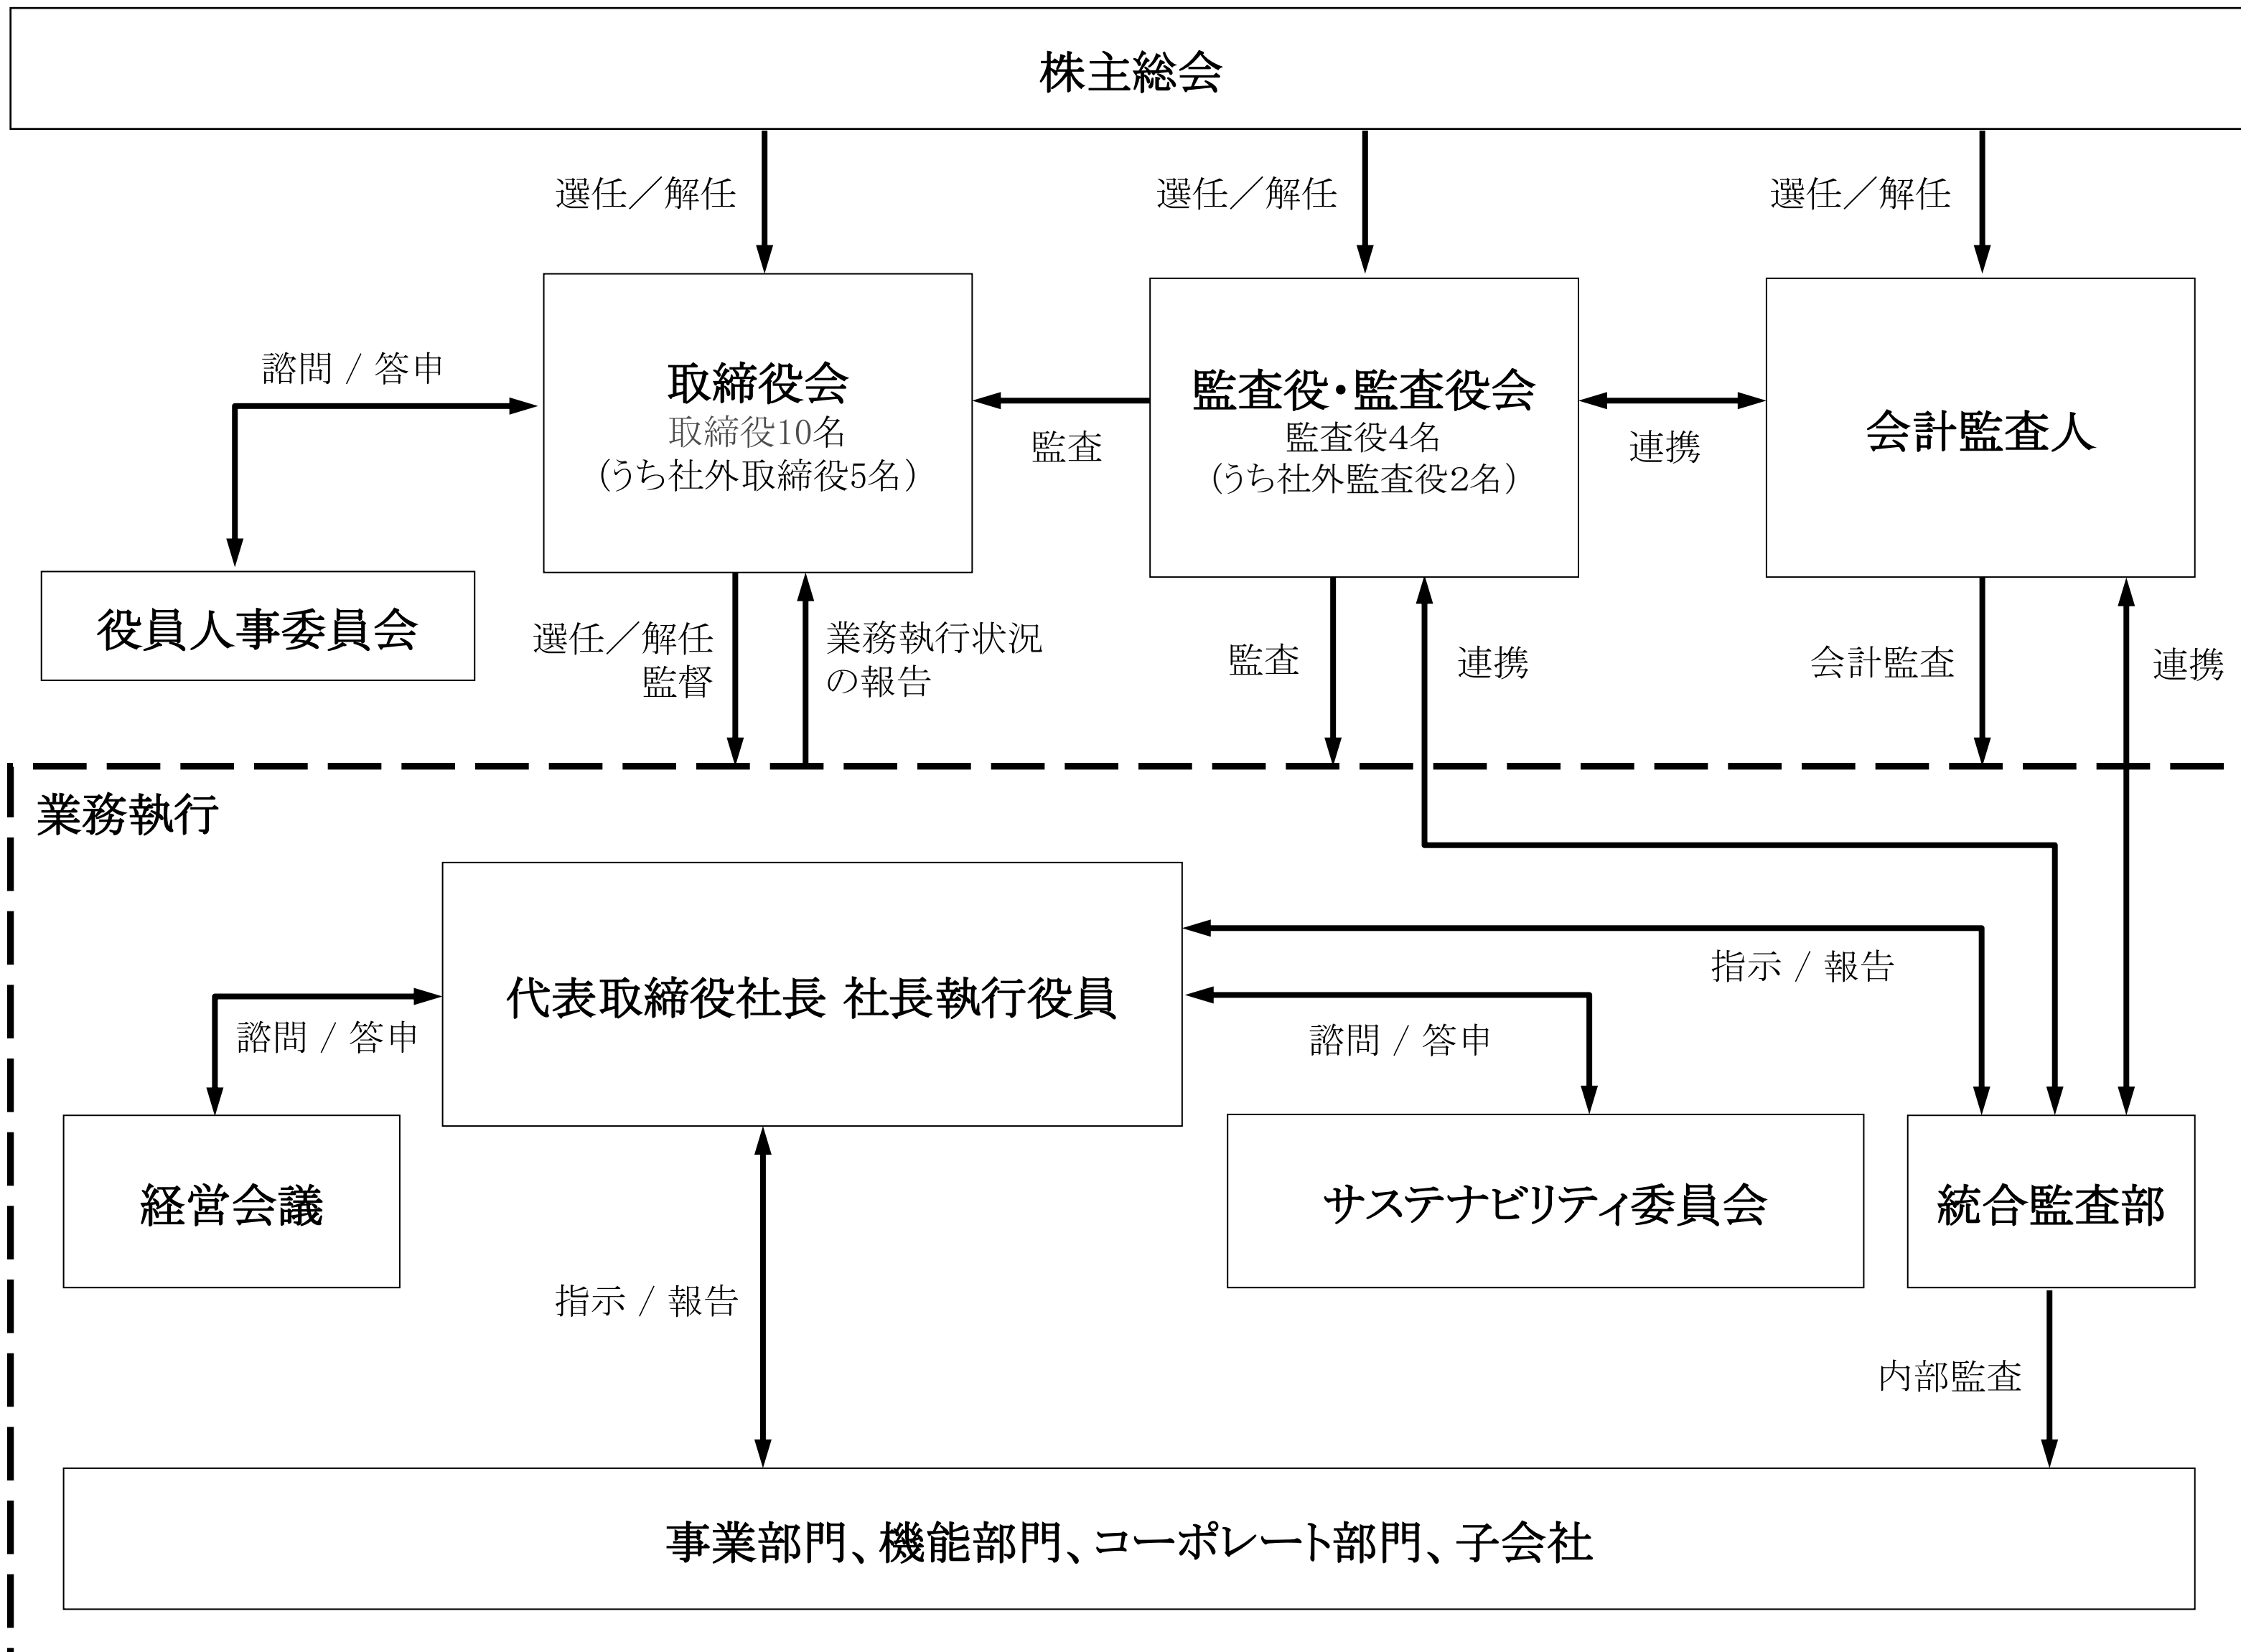 株主総会
選任／解任
選任／解任
選任／解任
諮問 / 答申
取締役会
取締役10名
（うち社外取締役5名）
監査
監査役・監査役会
監査役4名
（うち社外監査役2名）
連携
会計監査人
役員人事委員会
選任／解任
監督
業務執行状況
の報告
監査
連携
会計監査
連携
業務執行
代表取締役社長 社長執行役員
指示 / 報告
諮問 / 答申
諮問 / 答申
経営会議
サステナビリティ委員会
統合監査部
指示 / 報告
内部監査
事業部門、機能部門、コーポレート部門、子会社